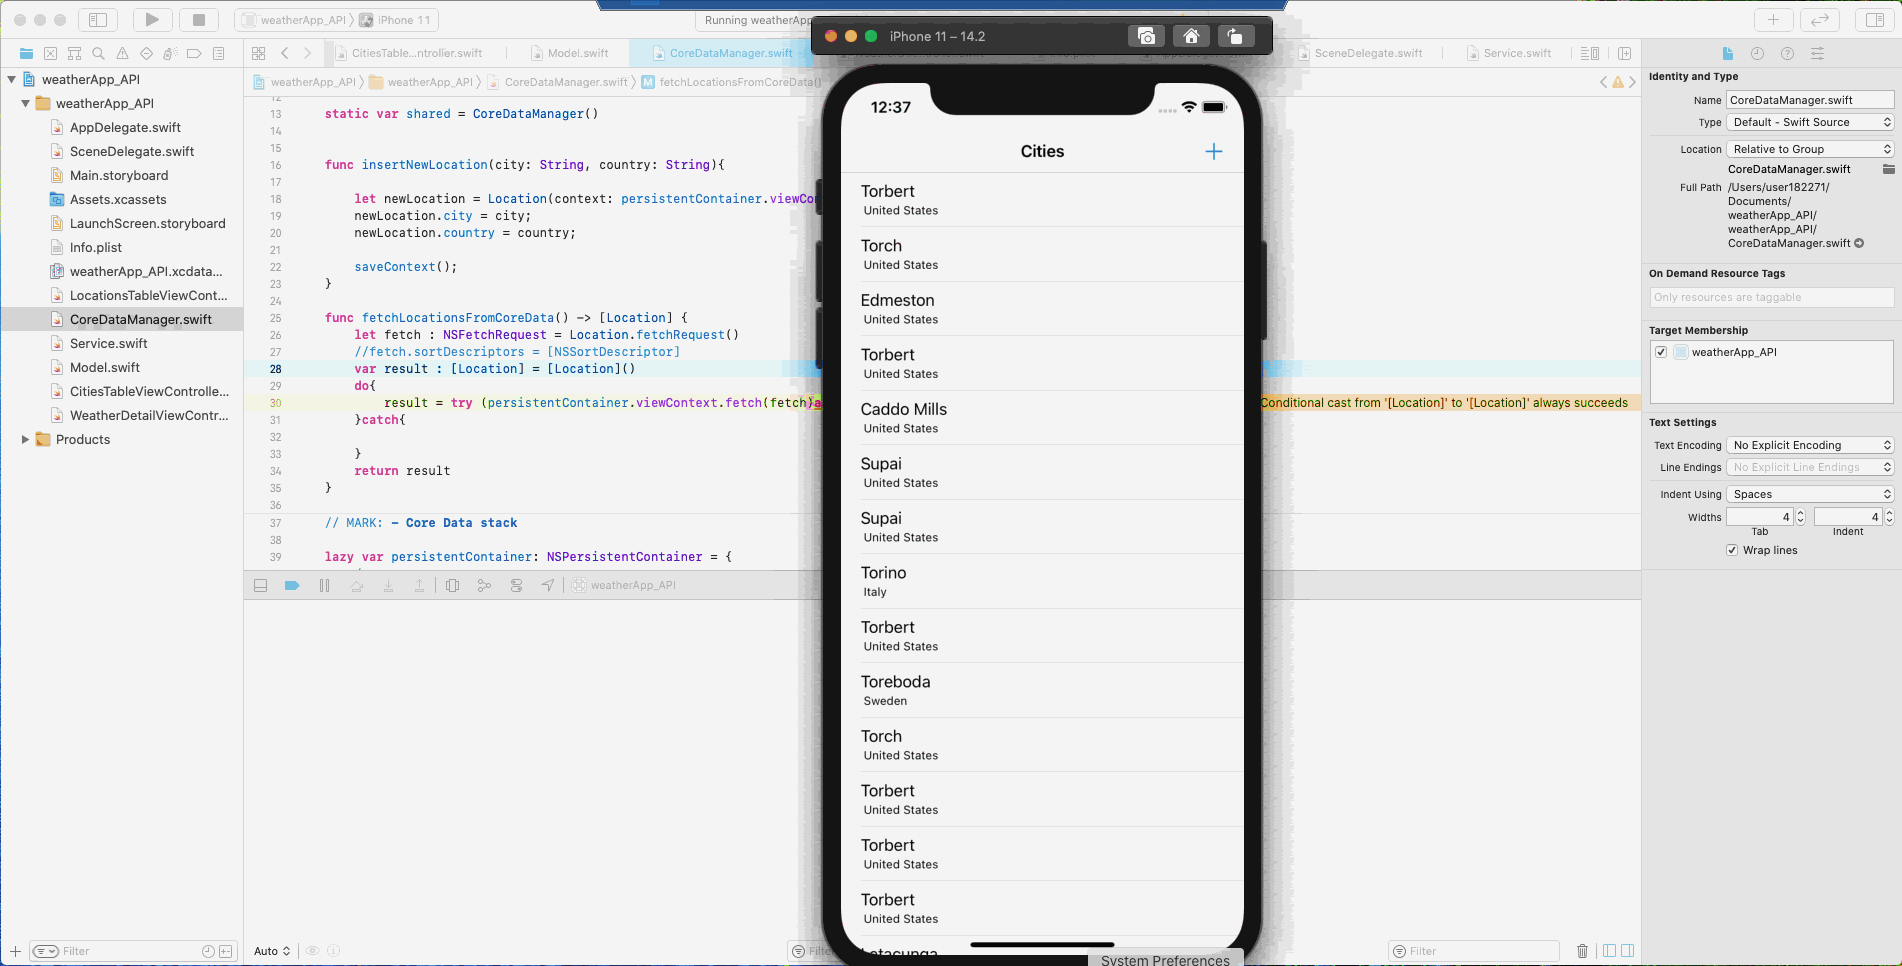 weatherApp_API
iPhone 11
Running weatherApp
iPhone 11 – 14.2
CitiesTable...ntroller.swift
Model.swift
CoreDataManager.swift
SceneDelegate.swift
Service.swift
weatherApp_API
weatherApp_API
CoreDataManager.swift
fetchLocationsFromCoreData()
weatherApp_API
weatherApp_API
AppDelegate.swift
SceneDelegate.swift
Main.storyboard
Assets.xcassets
LaunchScreen.storyboard
Info.plist
weatherApp_API.xcdata...
LocationsTableViewCont...
CoreDataManager.swift
Service.swift
Model.swift
CitiesTableViewControlle...
WeatherDetailViewContr...
Products
Filter
12
13 static var shared = CoreDataManager()
14
15
16 func insertNewLocation(city: String, country: String){
17
18 let newLocation = Location(context: persistentContainer.viewCo
19 newLocation.city = city;
20 newLocation.country = country;
21
22 saveContext();
23 }
24
25 func fetchLocationsFromCoreData() -> [Location] {
26 let fetch : NSFetchRequest = Location.fetchRequest()
27 //fetch.sortDescriptors = [NSSortDescriptor]
28 var result : [Location] = [Location]()
29 do{
30 result = try (persistentContainer.viewContext.fetch(fetch)a
Conditional cast from '[Location]' to '[Location]' always succeeds
31 }catch{
32
33 }
34 return result
35 }
36
37 // MARK: - Core Data stack
38
39 lazy var persistentContainer: NSPersistentContainer = {
weatherApp_API
Auto
Filter
12:37
Cities
Torbert
United States
Torch
United States
Edmeston
United States
Torbert
United States
Caddo Mills
United States
Supai
United States
Supai
United States
Torino
Italy
Torbert
United States
Toreboda
Sweden
Torch
United States
Torbert
United States
Torbert
United States
Torbert
United States
Latacunga
System Preferences
Identity and Type
Name CoreDataManager.swift
Type Default - Swift Source
Location Relative to Group
CoreDataManager.swift
Full Path /Users/user182271/
Documents/
weatherApp_API/
weatherApp_API/
CoreDataManager.swift
On Demand Resource Tags
Only resources are taggable
Target Membership
weatherApp_API
Text Settings
Text Encoding No Explicit Encoding
Line Endings No Explicit Line Endings
Indent Using Spaces
Widths 4 4
Tab Indent
Wrap lines
Filter